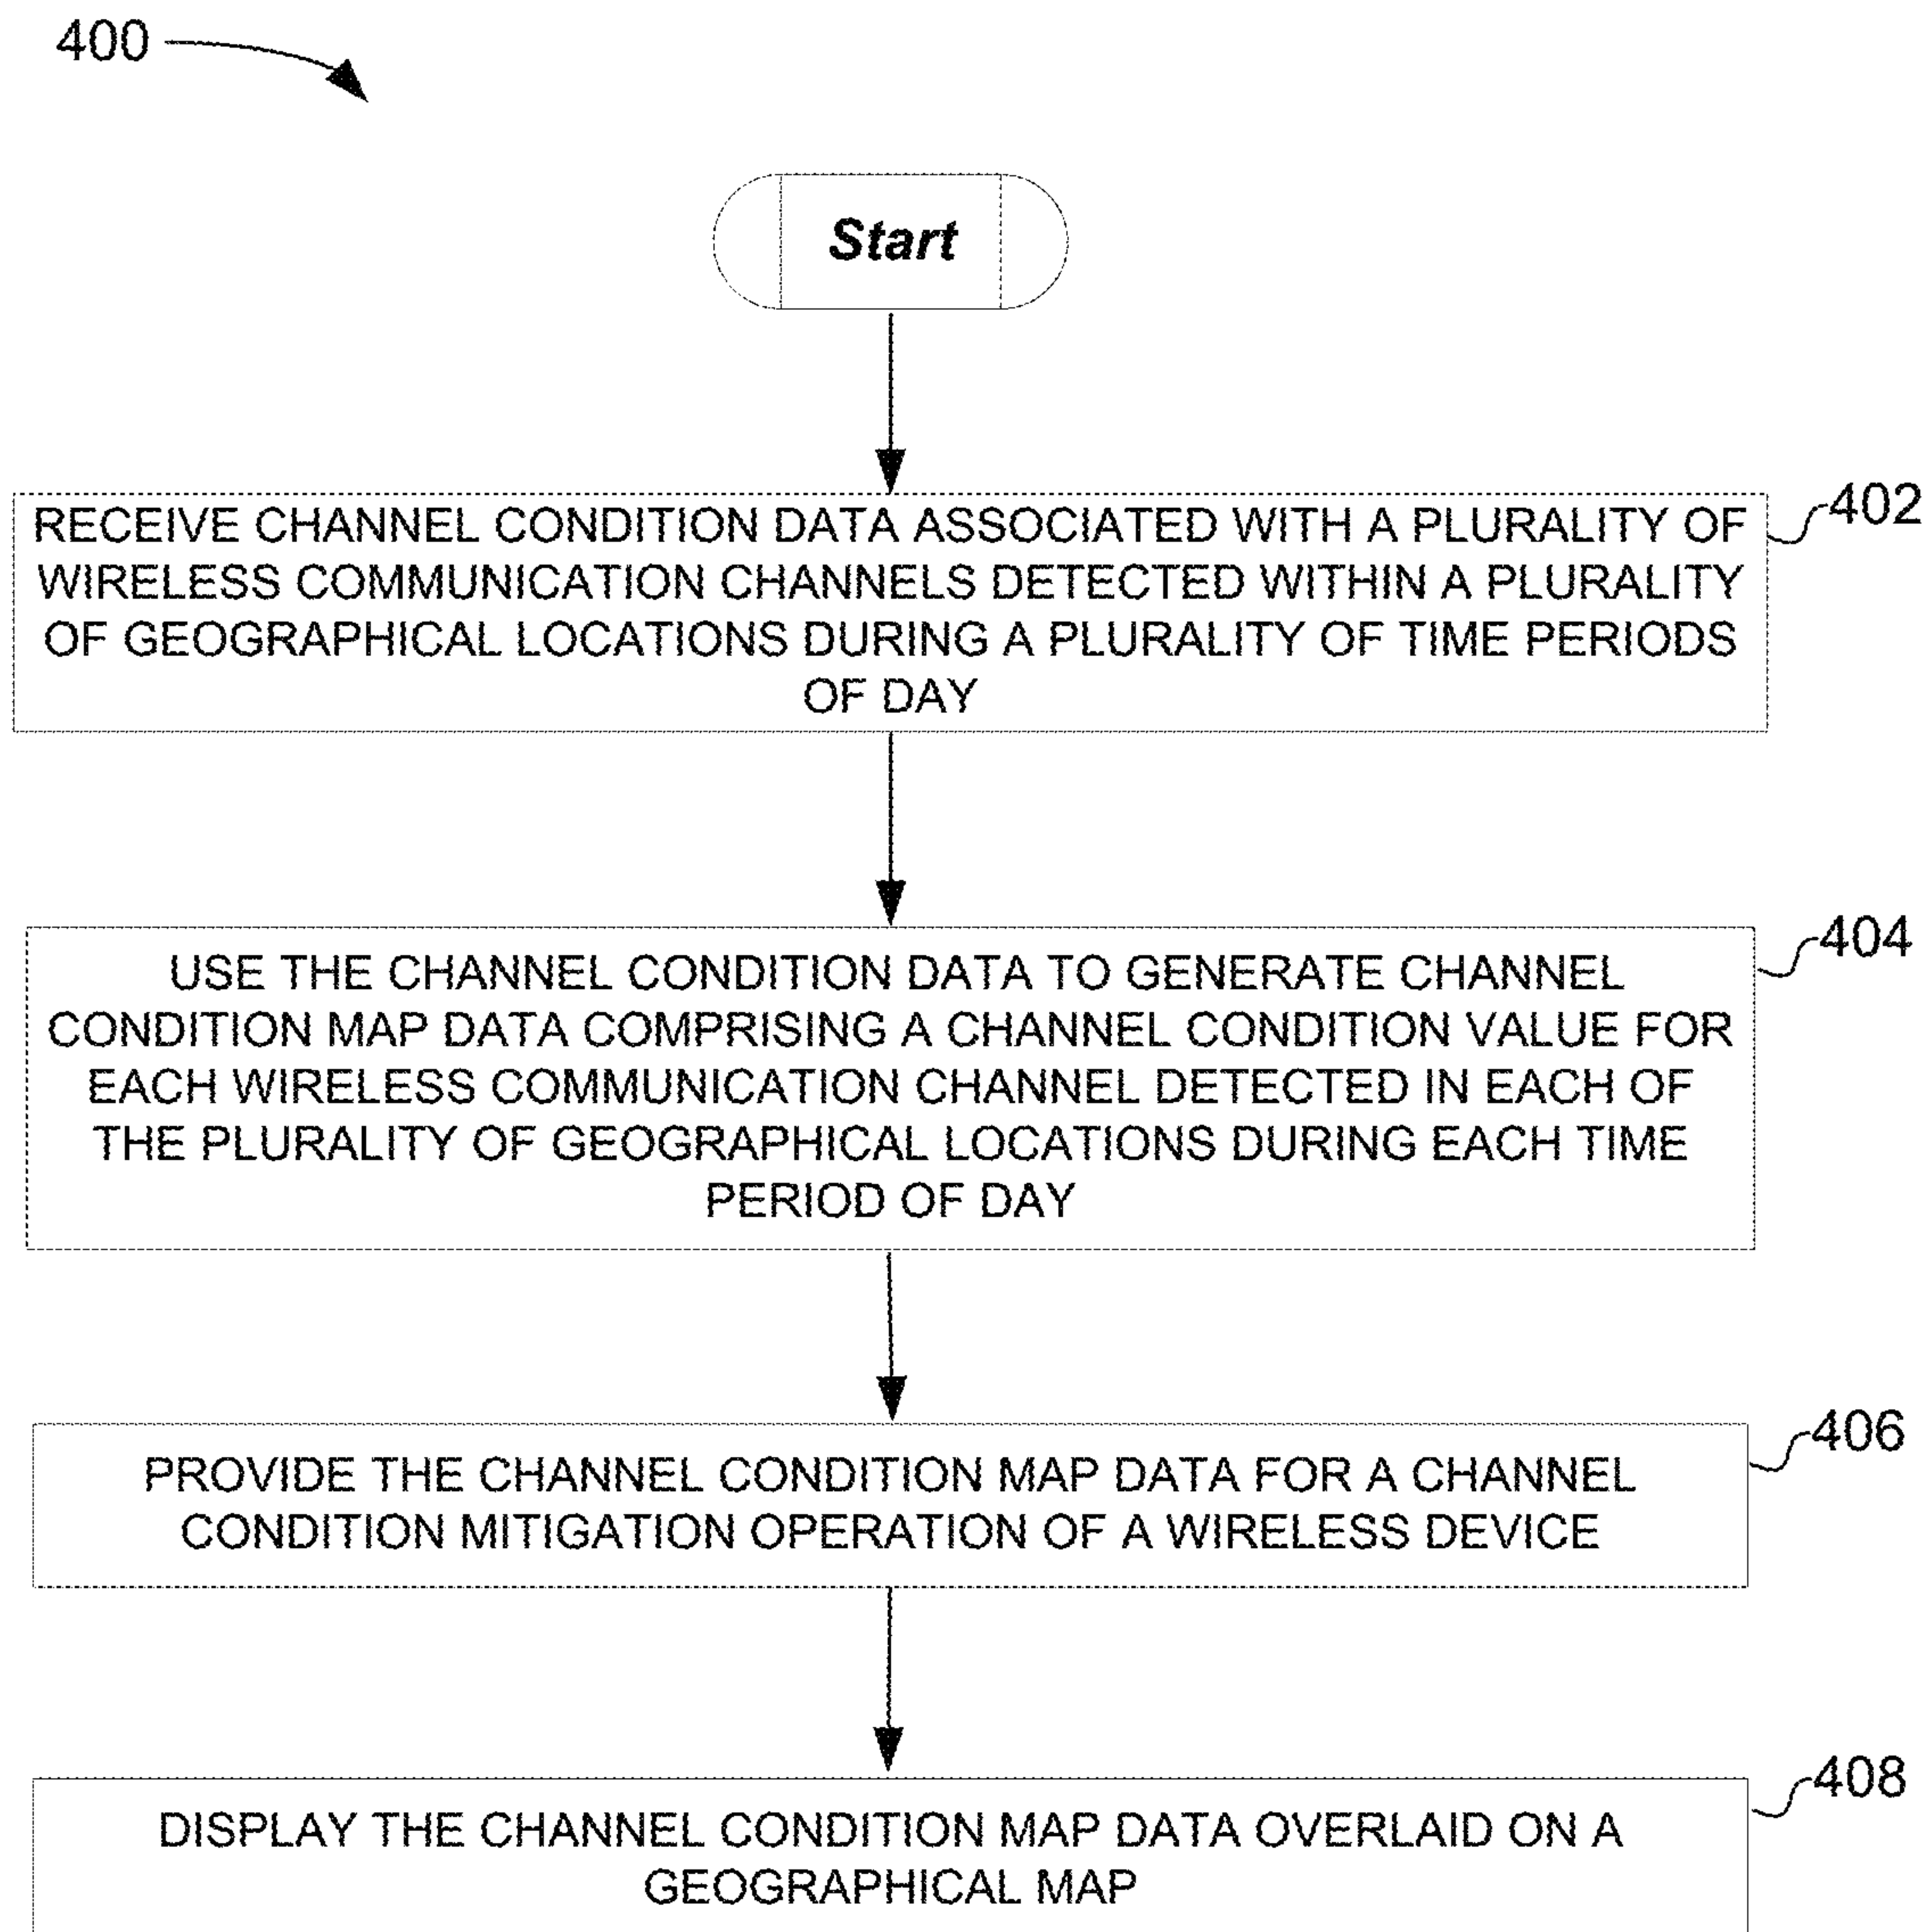 400
Start
RECEIVE CHANNEL CONDITION DATA ASSOCIATED WITH A PLURALITY OF
WIRELESS COMMUNICATION CHANNELS DETECTED WITHIN A PLURALITY
OF GEOGRAPHICAL LOCATIONS DURING A PLURALITY OF TIME PERIODS
OF DAY
402
USE THE CHANNEL CONDITION DATA TO GENERATE CHANNEL
CONDITION MAP DATA COMPRISING A CHANNEL CONDITION VALUE FOR
EACH WIRELESS COMMUNICATION CHANNEL DETECTED IN EACH OF
THE PLURALITY OF GEOGRAPHICAL LOCATIONS DURING EACH TIME
PERIOD OF DAY
404
PROVIDE THE CHANNEL CONDITION MAP DATA FOR A CHANNEL
CONDITION MITIGATION OPERATION OF A WIRELESS DEVICE
406
DISPLAY THE CHANNEL CONDITION MAP DATA OVERLAID ON A
GEOGRAPHICAL MAP
408